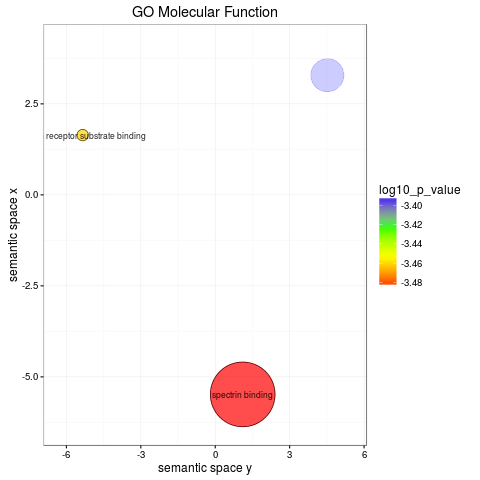 GO Molecular Function
2.5
0.0
-2.5
-5.0
-6
-3
0
3
6
semantic space x
semantic space y
receptor substrate binding
spectrin binding
log10_p_value
-3.40
-3.42
-3.44
-3.46
-3.48